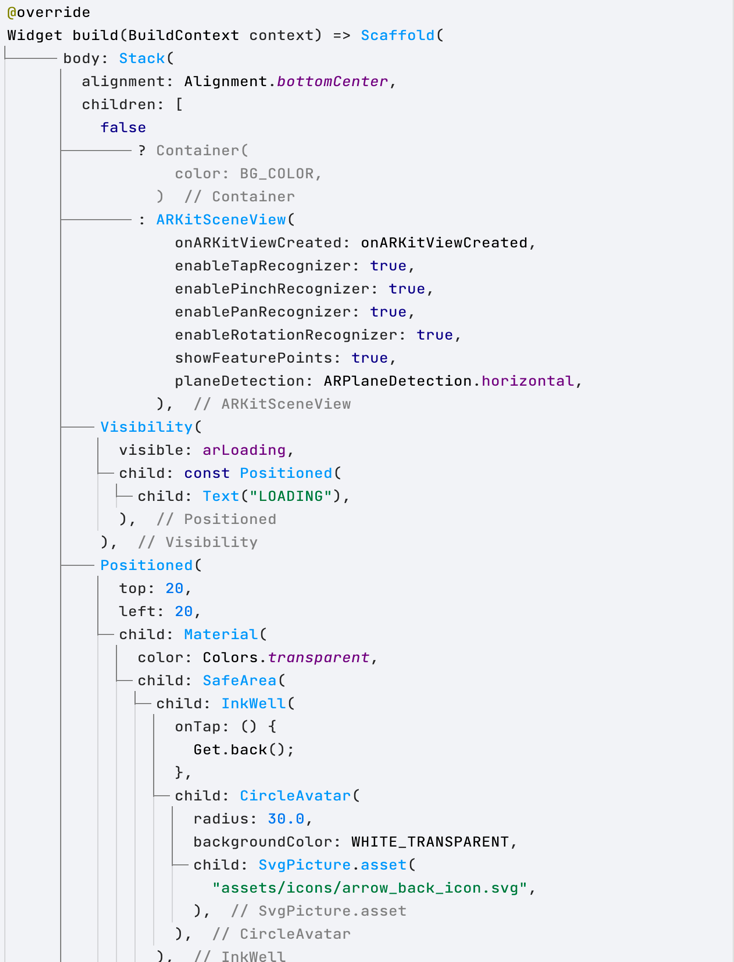 @override
Widget build(BuildContext context) => Scaffold(
body: Stack(
alignment: Alignment.bottomCenter,
children: [
false
? Container(
color: BG_COLOR,
) // Container
: ARKitSceneView(
onARKitViewCreated: onARKitViewCreated,
enableTapRecognizer: true,
enablePinchRecognizer: true,
enablePanRecognizer: true,
enableRotationRecognizer: true,
showFeaturePoints: true,
planeDetection: ARPlaneDetection.horizontal,
), // ARKitSceneView
Visibility(
visible: arLoading,
child: const Positioned(
child: Text("LOADING"),
), // Positioned
), // Visibility
Positioned(
top: 20,
left: 20,
child: Material(
color: Colors.transparent,
child: SafeArea(
child: InkWell(
onTap: () {
Get.back();
},
child: CircleAvatar(
radius: 30.0,
backgroundColor: WHITE_TRANSPARENT,
child: SvgPicture.asset(
"assets/icons/arrow_back_icon.svg",
), // SvgPicture.asset
), // CircleAvatar
), // InkWell